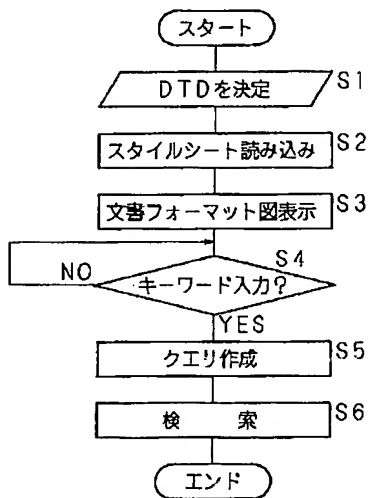 スタート
DTDを決定 S1
スタイルシート読み込み S2
文書フォーマット図表示 S3
S4
NO キーワード入力?
YES
クエリ作成 S5
検 索 S6
エンド